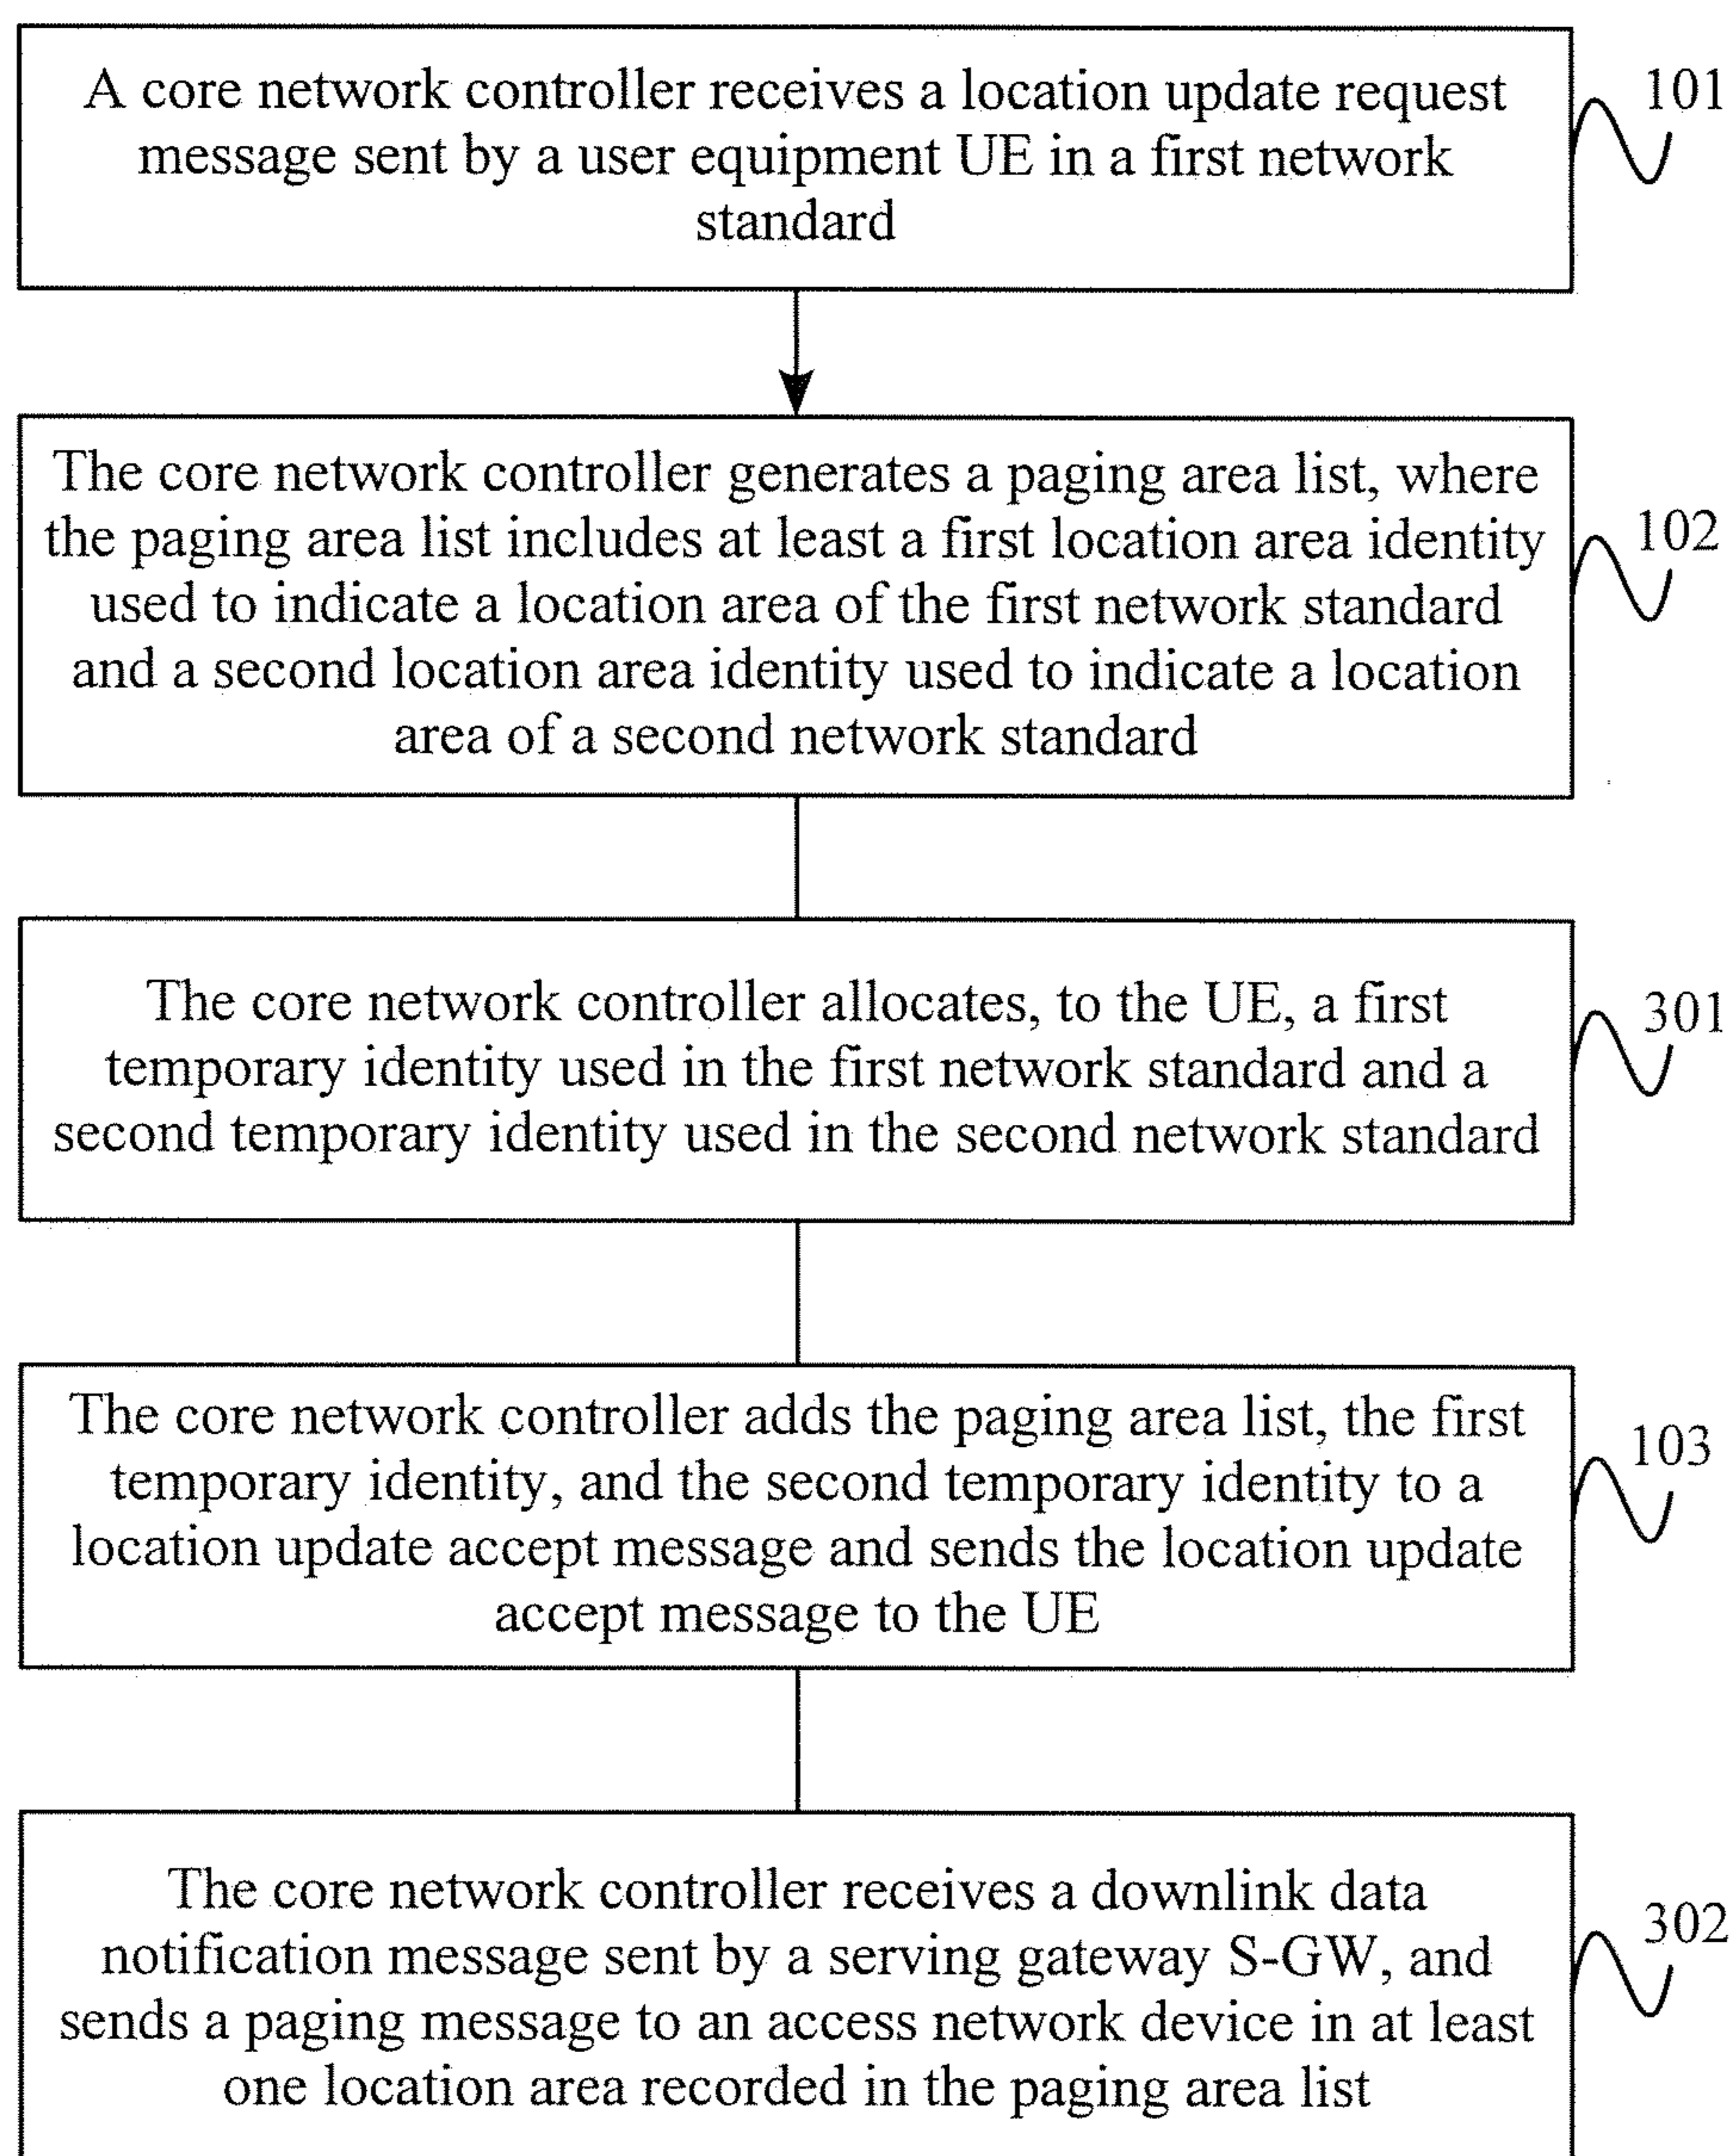 A core network controller receives a location update request
message sent by a user equipment UE in a first network
standard
101
The core network controller generates a paging area list, where
the paging area list includes at least a first location area identity
used to indicate a location area of the first network standard
and a second location area identity used to indicate a location
area of a second network standard
102
The core network controller allocates, to the UE, a first
temporary identity used in the first network standard and a
second temporary identity used in the second network standard
301
The core network controller adds the paging area list, the first
temporary identity, and the second temporary identity to a
location update accept message and sends the location update
accept message to the UE
103
The core network controller receives a downlink data
notification message sent by a serving gateway S-GW, and
sends a paging message to an access network device in at least
one location area recorded in the paging area list
302